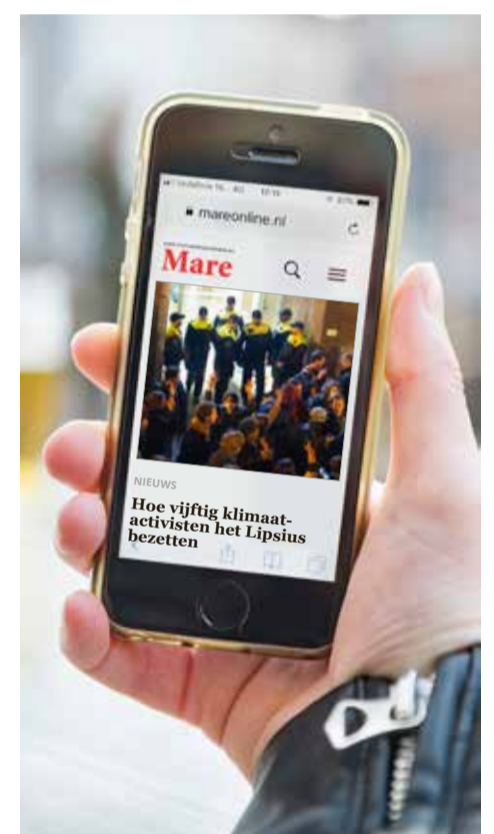 mareonline.nl
Mare
NIEUWS
Hoe vijftig klimaat-
activisten het Lipsius
bezetten